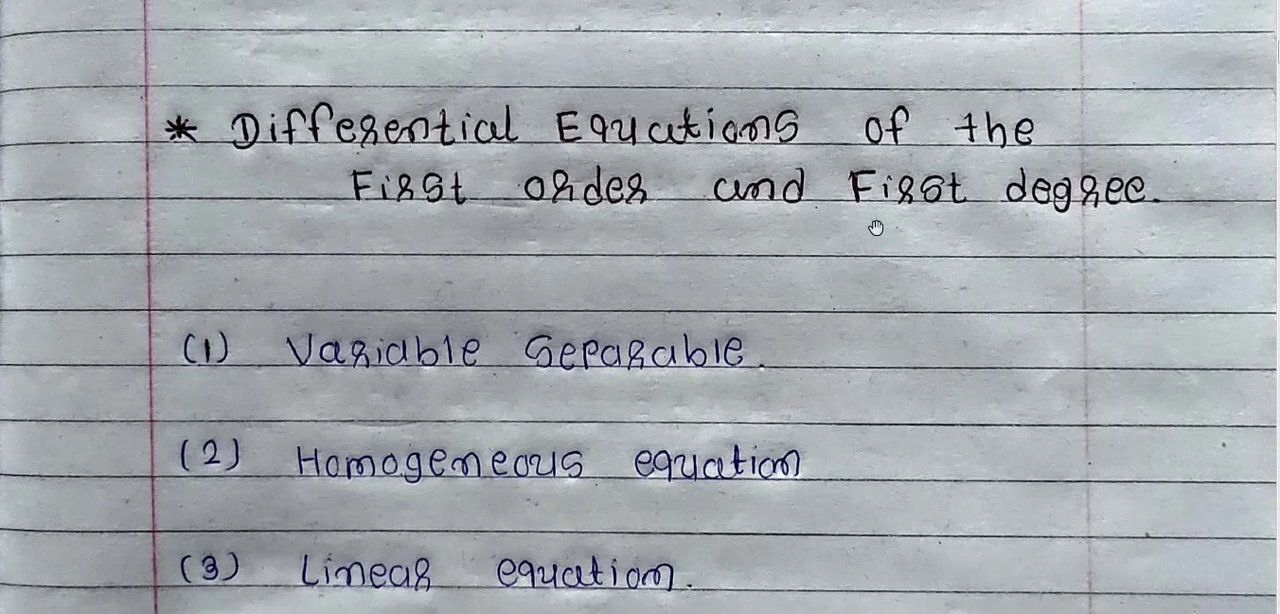 * Differential Equations of the
First order and First degree.
(1) Variable Separable.
(2) Homogeneous equation
(3) Linear equation.